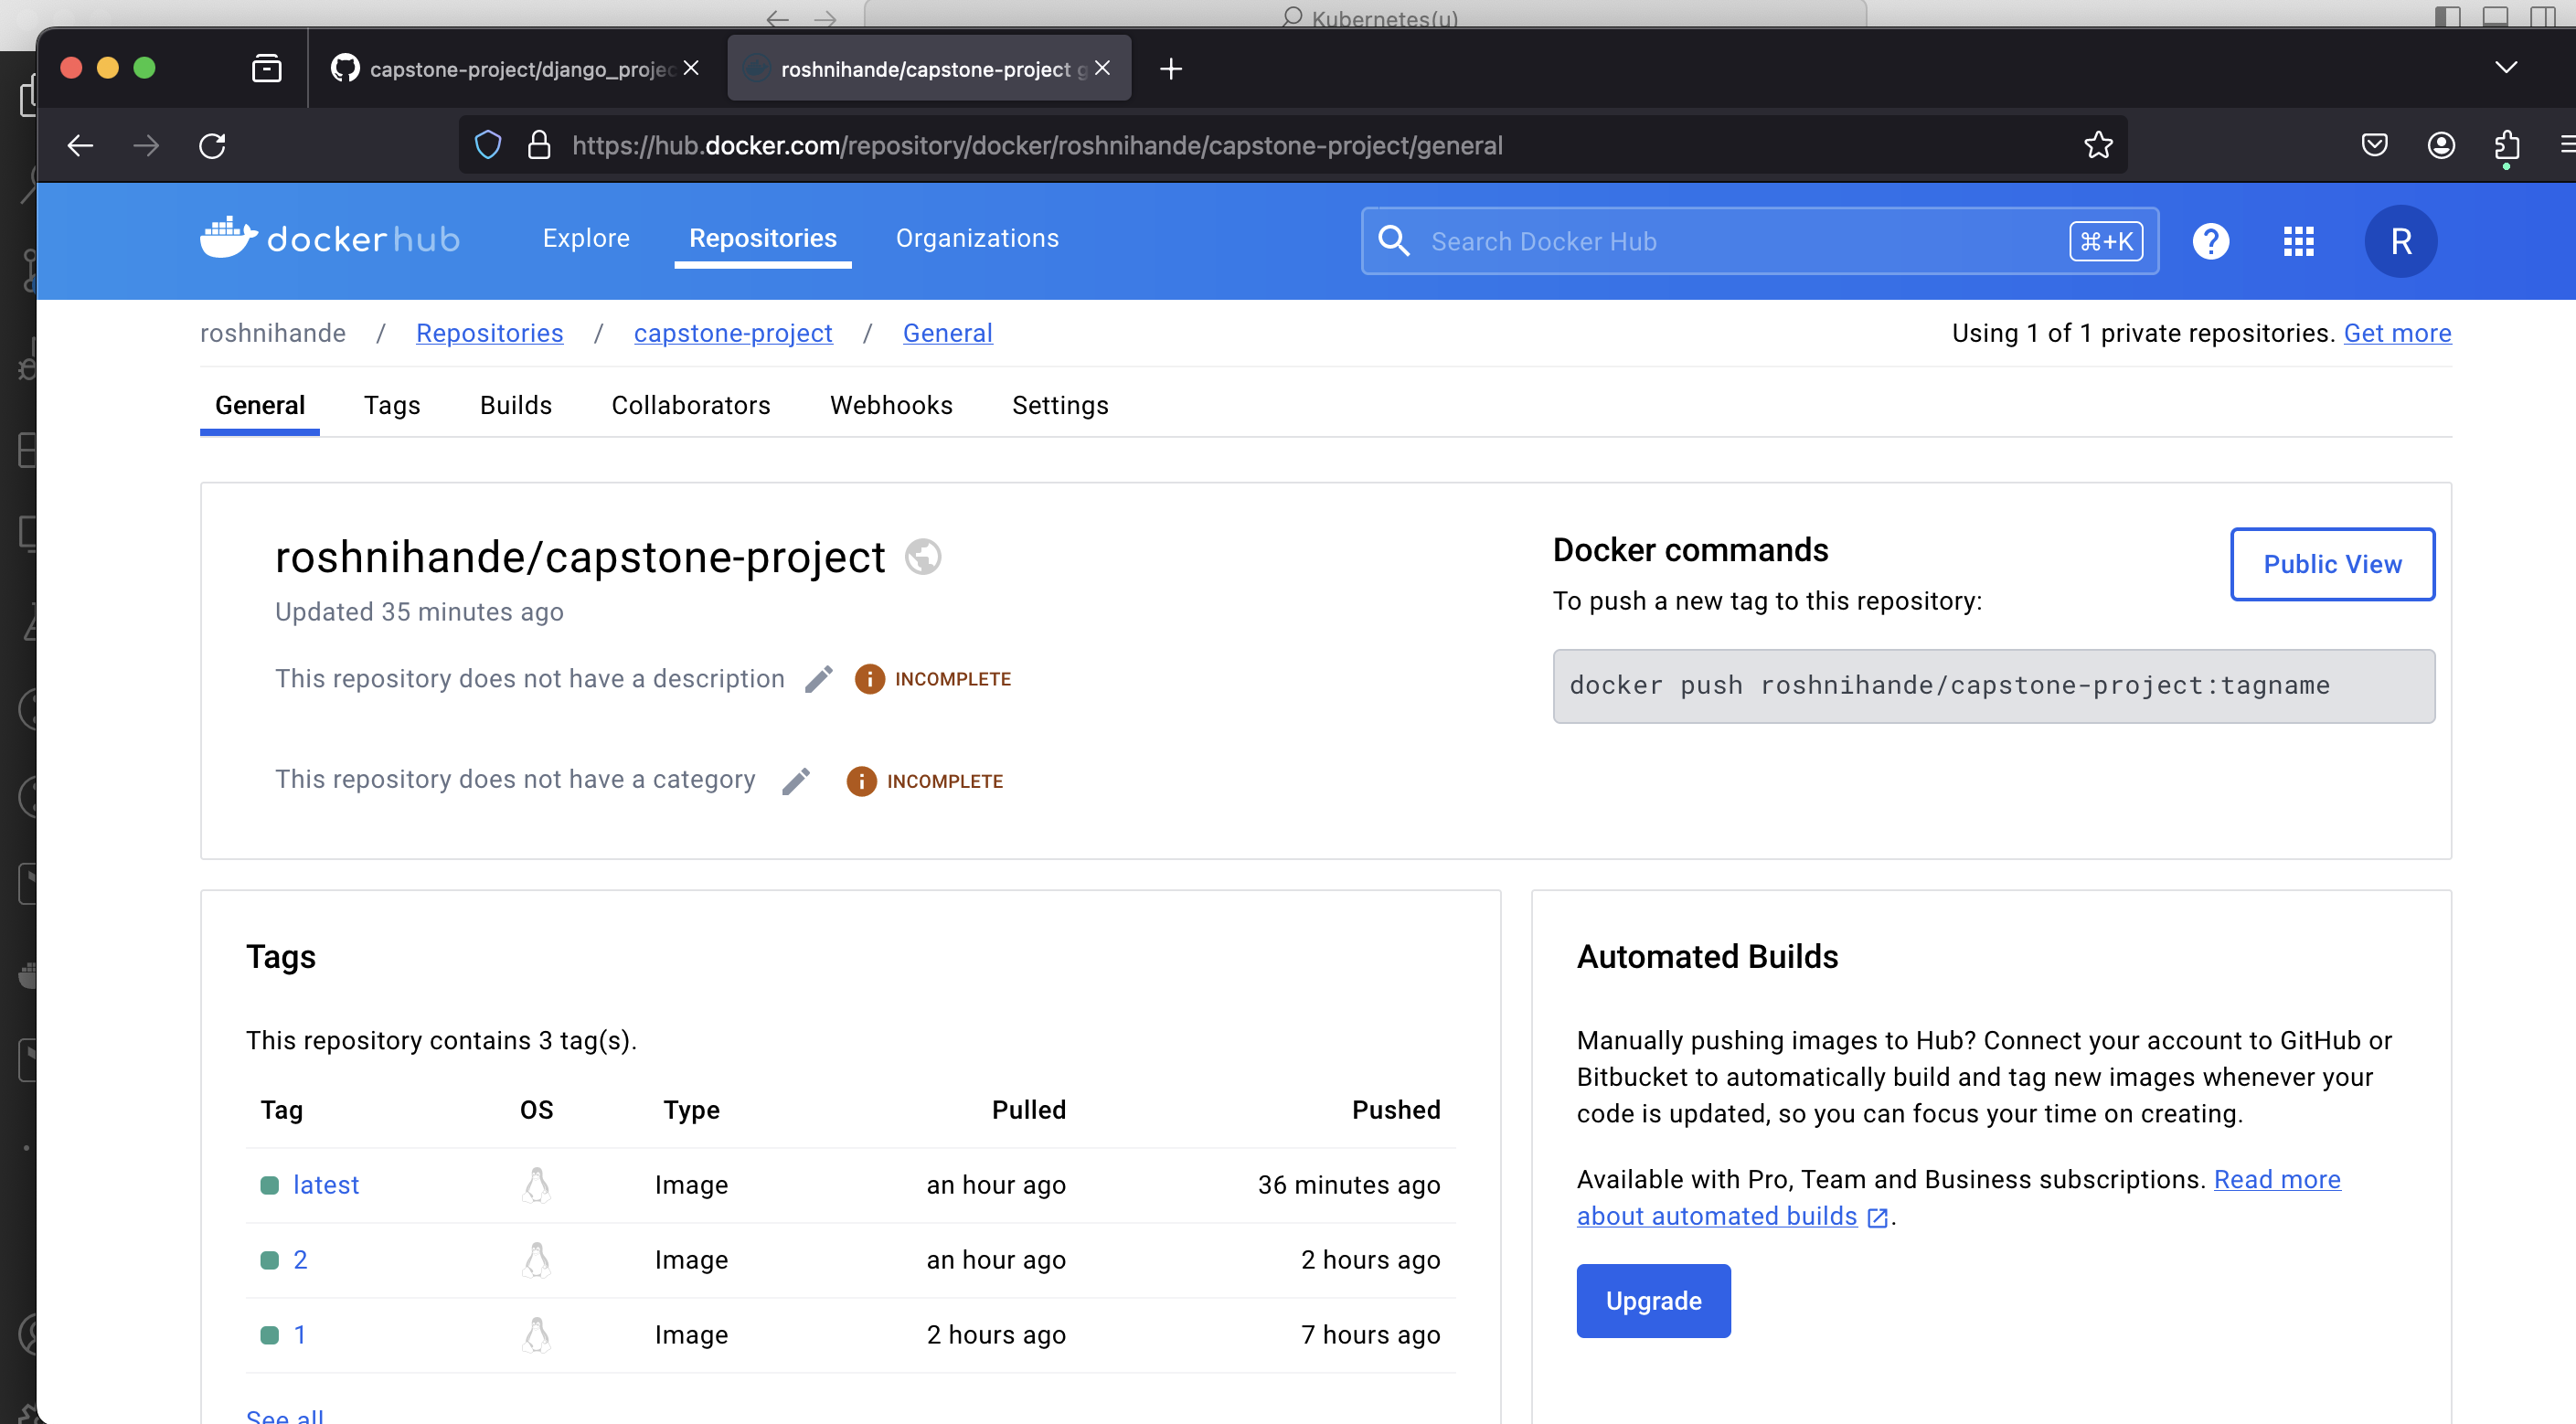 Kubernetes(u)
capstone-project/django_projec
roshnihande/capstone-project g
https://hub.docker.com/repository/docker/roshnihande/capstone-project/general
dockerhub
Explore
Repositories
Organizations
Search Docker Hub
⌘+K
?
R
roshnihande / Repositories / capstone-project / General
Using 1 of 1 private repositories. Get more
General
Tags
Builds
Collaborators
Webhooks
Settings
roshnihande/capstone-project
Updated 35 minutes ago
This repository does not have a description
INCOMPLETE
This repository does not have a category
INCOMPLETE
Docker commands
To push a new tag to this repository:
Public View
docker push roshnihande/capstone-project:tagname
Tags
This repository contains 3 tag(s).
Tag OS Type Pulled Pushed
latest Image an hour ago 36 minutes ago
2 Image an hour ago 2 hours ago
1 Image 2 hours ago 7 hours ago
See all
Automated Builds
Manually pushing images to Hub? Connect your account to GitHub or
Bitbucket to automatically build and tag new images whenever your
code is updated, so you can focus your time on creating.
Available with Pro, Team and Business subscriptions. Read more
about automated builds.
Upgrade